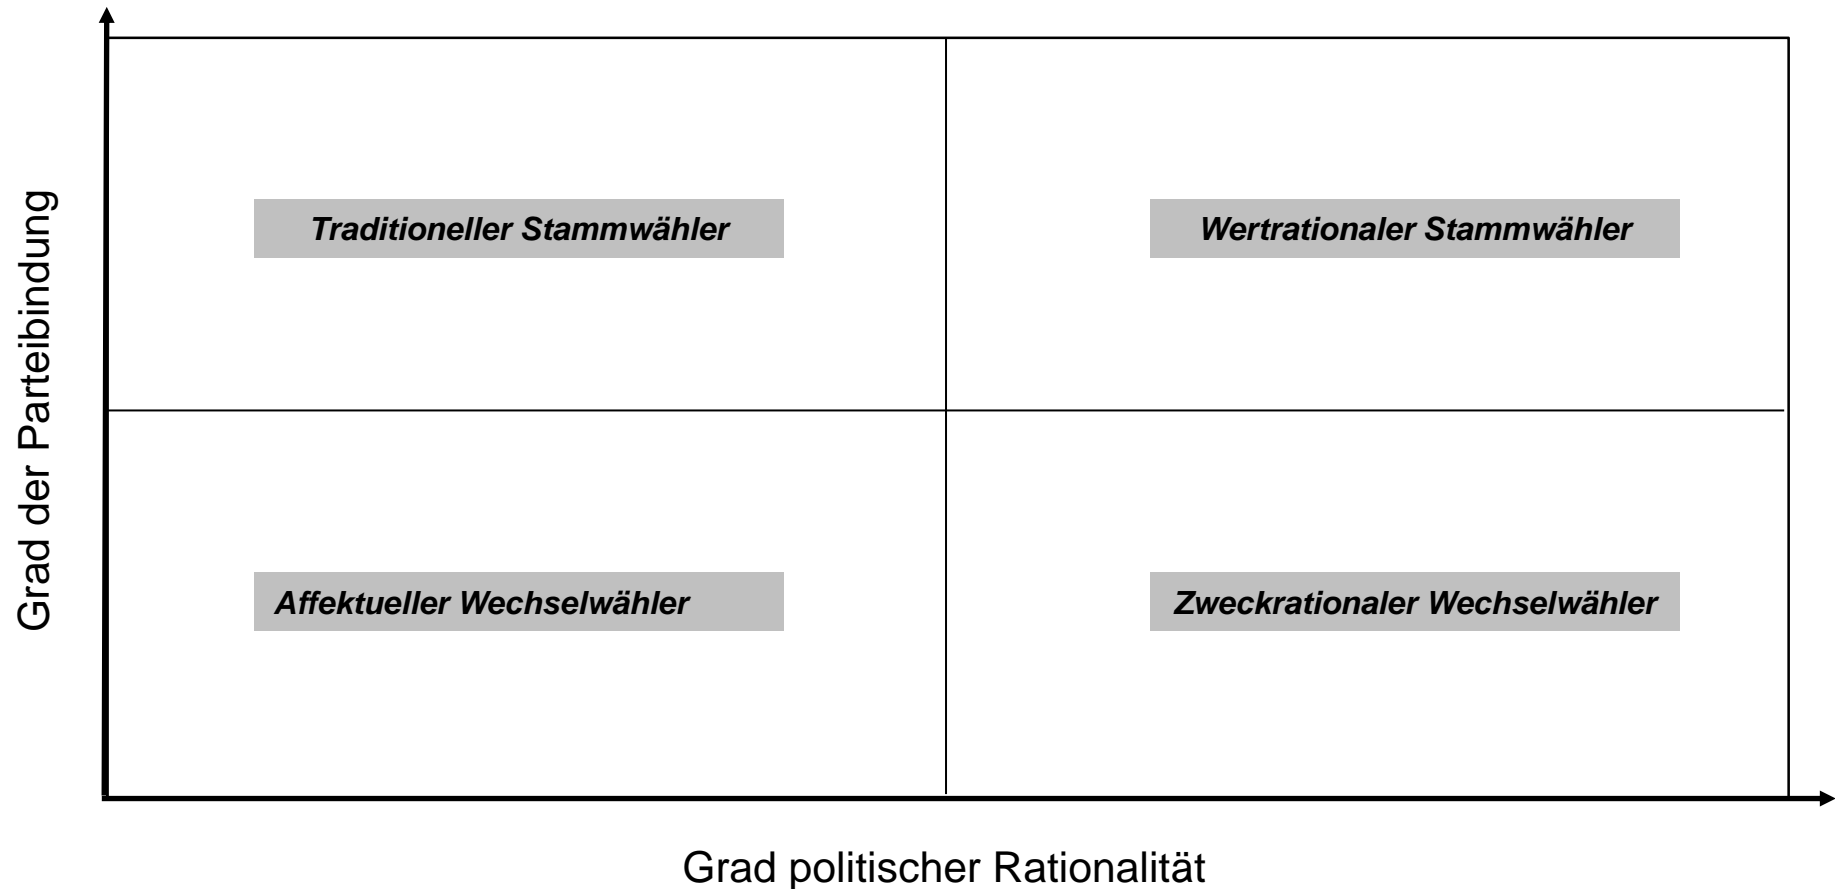 Grad der Parteibindung
Traditioneller Stammwähler
Wertrationaler Stammwähler
Affektueller Wechselwähler
Zweckrationaler Wechselwähler
Grad politischer Rationalität